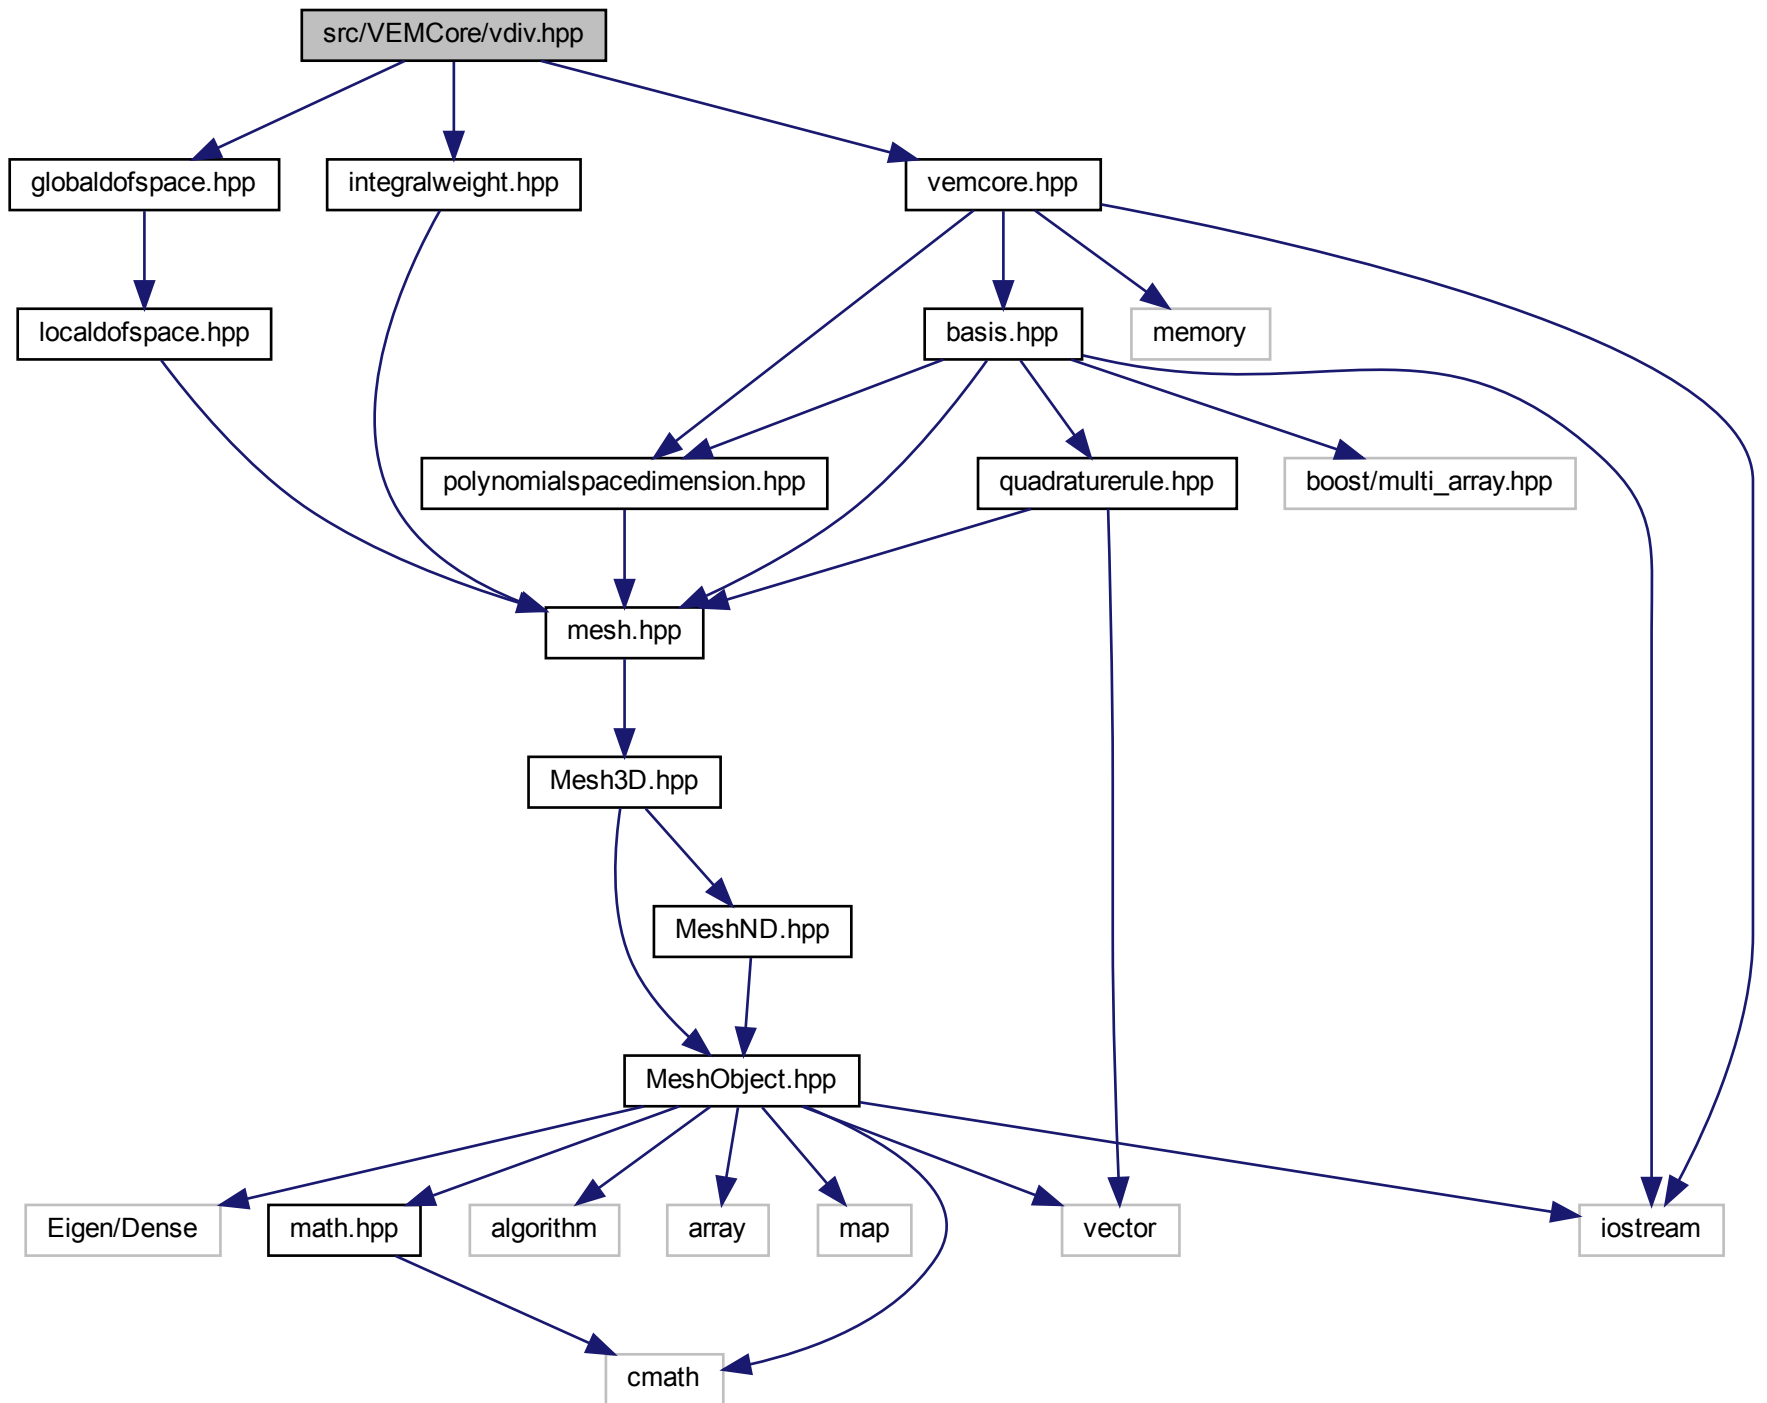 src/VEMCore/vdiv.hpp
globaldofspace.hpp
integralweight.hpp
vemcore.hpp
localdofspace.hpp
basis.hpp
memory
polynomialspacedimension.hpp
quadraturerule.hpp
boost/multi_array.hpp
mesh.hpp
Mesh3D.hpp
MeshND.hpp
MeshObject.hpp
Eigen/Dense
math.hpp
algorithm
array
map
vector
iostream
cmath